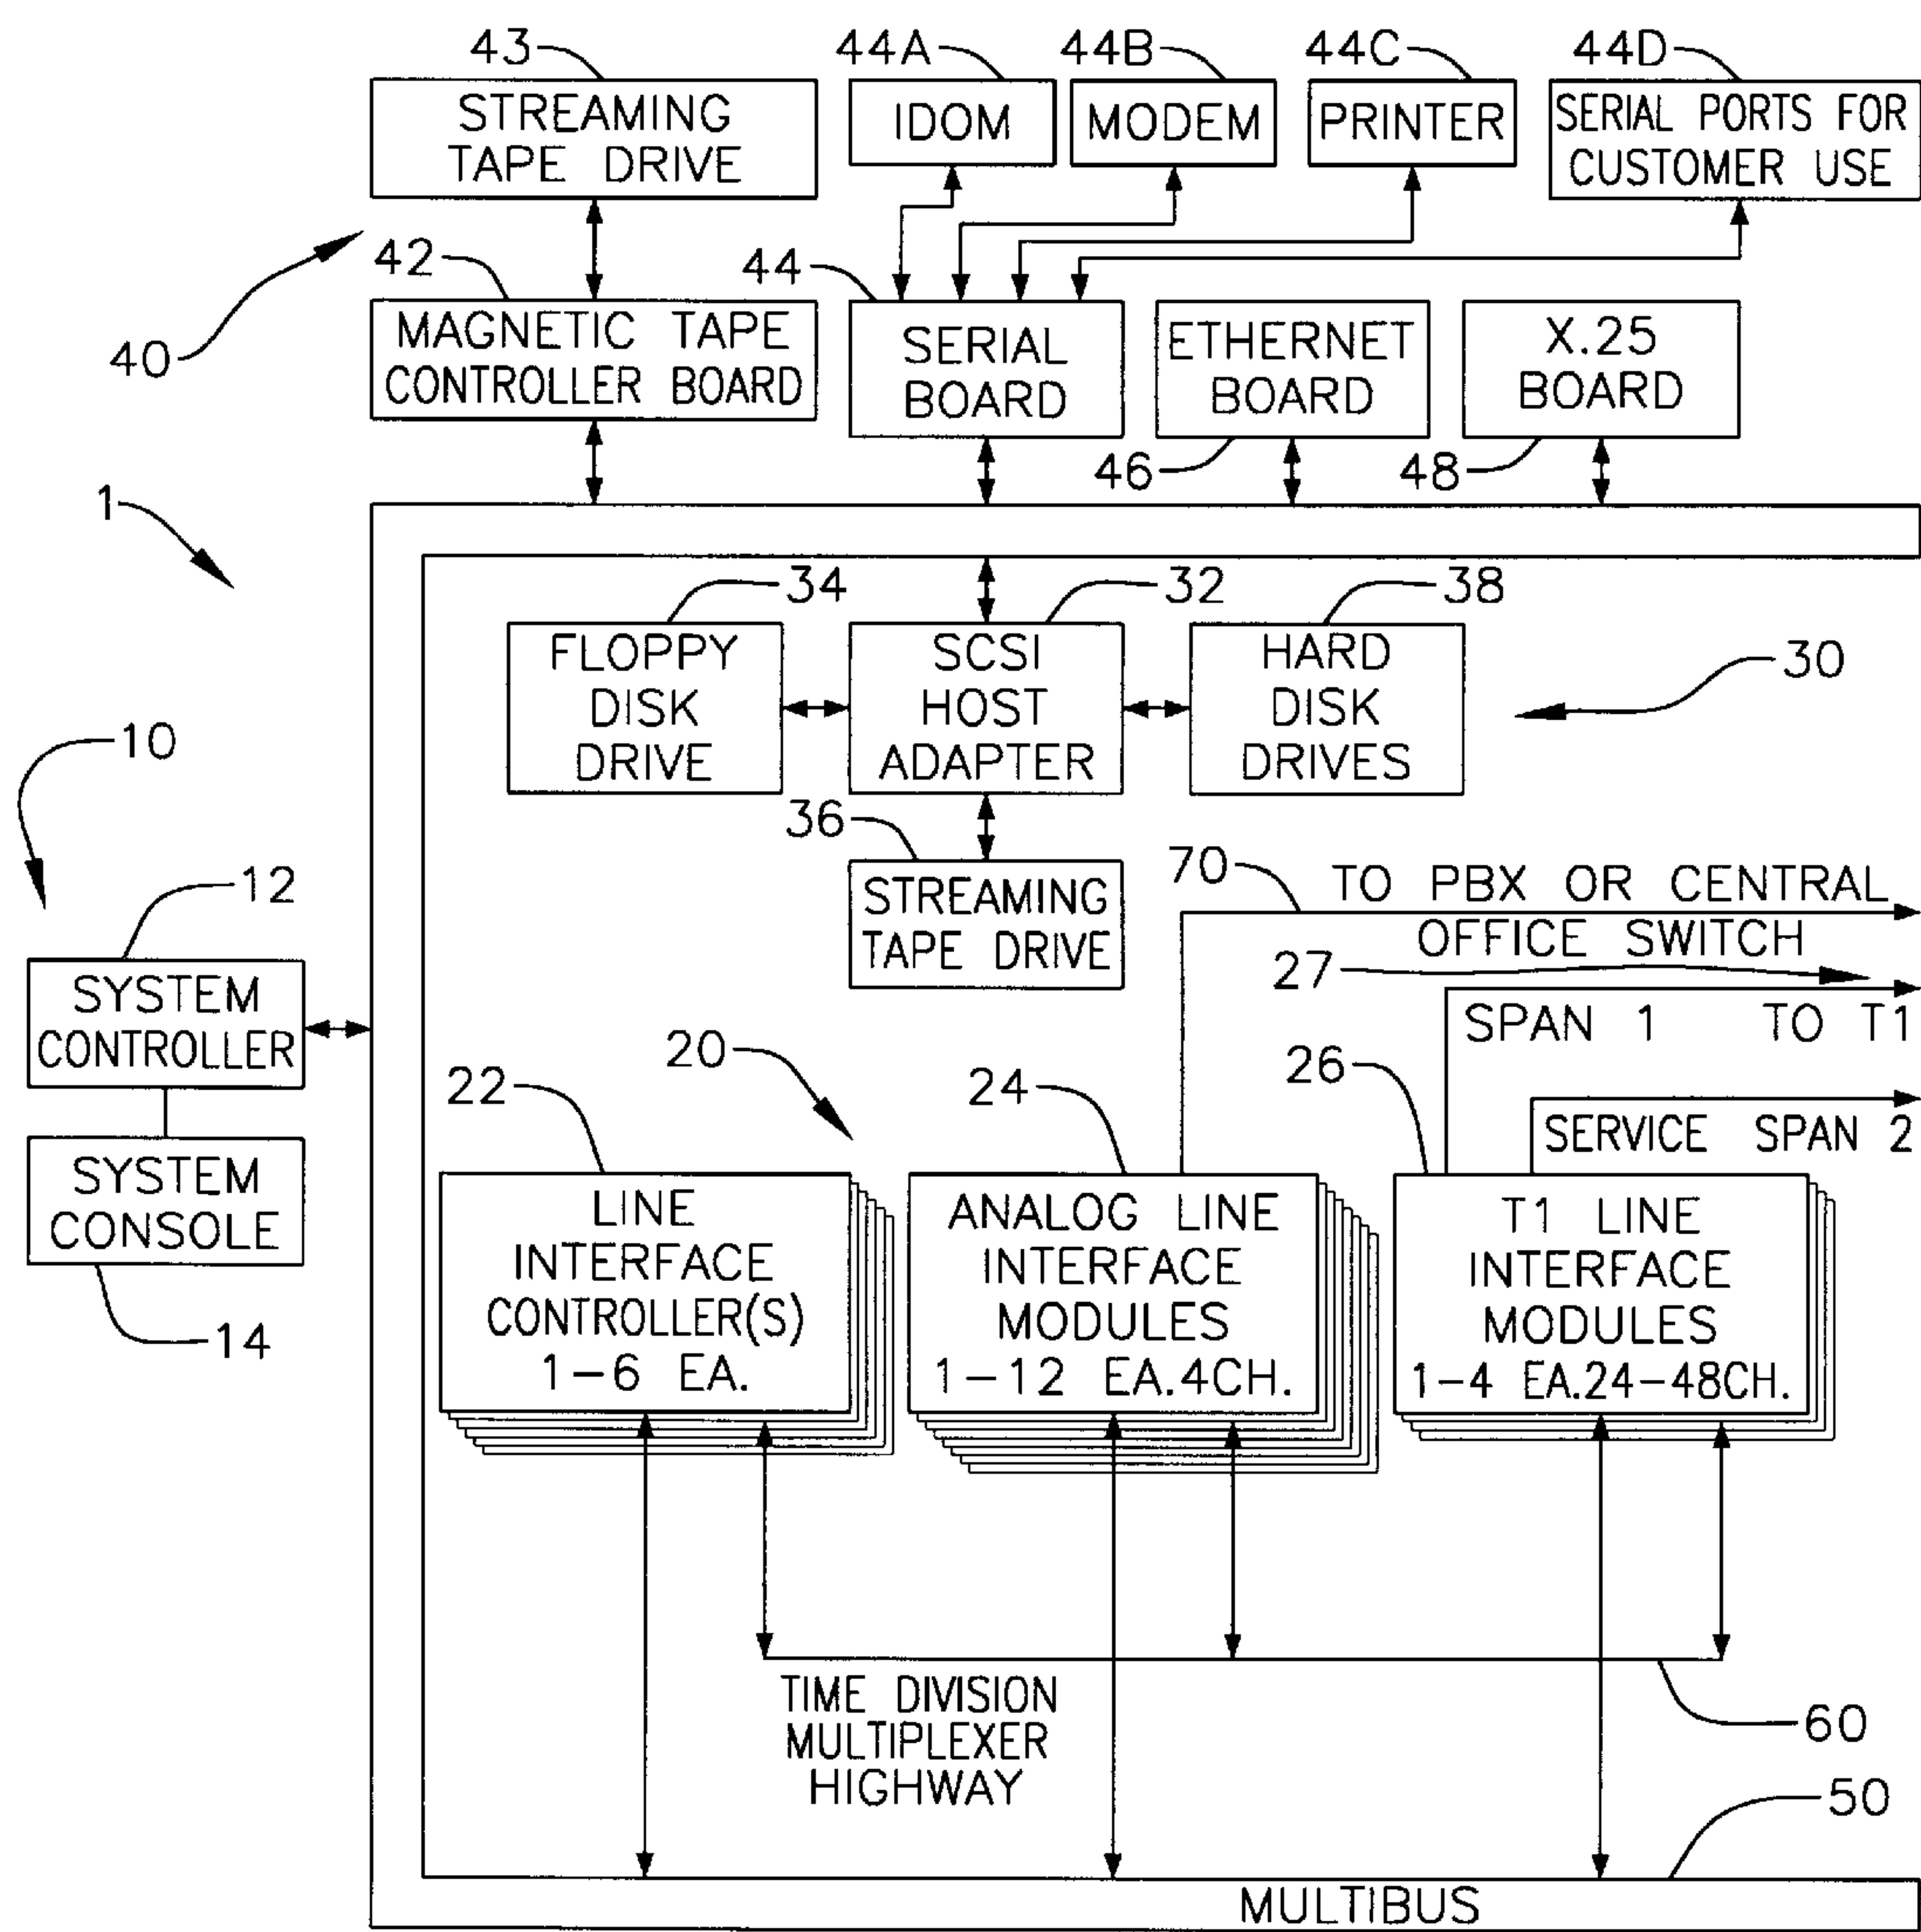 43
44A
44B
44C
44D
STREAMING
TAPE DRIVE
IDOM
MODEM
PRINTER
SERIAL PORTS FOR
CUSTOMER USE
40
42
44
MAGNETIC TAPE
CONTROLLER BOARD
SERIAL
BOARD
ETHERNET
BOARD
X.25
BOARD
46
48
1
34
32
38
FLOPPY
DISK
DRIVE
SCSI
HOST
ADAPTER
HARD
DISK
DRIVES
30
10
36
STREAMING
TAPE DRIVE
70
TO PBX OR CENTRAL
OFFICE SWITCH
12
27
SYSTEM
CONTROLLER
SPAN 1 TO T1
20
22
24
26
SERVICE SPAN 2
SYSTEM
CONSOLE
14
LINE
INTERFACE
CONTROLLER(S)
1-6 EA.
ANALOG LINE
INTERFACE
MODULES
1-12 EA.4CH.
T1 LINE
INTERFACE
MODULES
1-4 EA.24-48CH.
TIME DIVISION
MULTIPLEXER
HIGHWAY
60
50
MULTIBUS